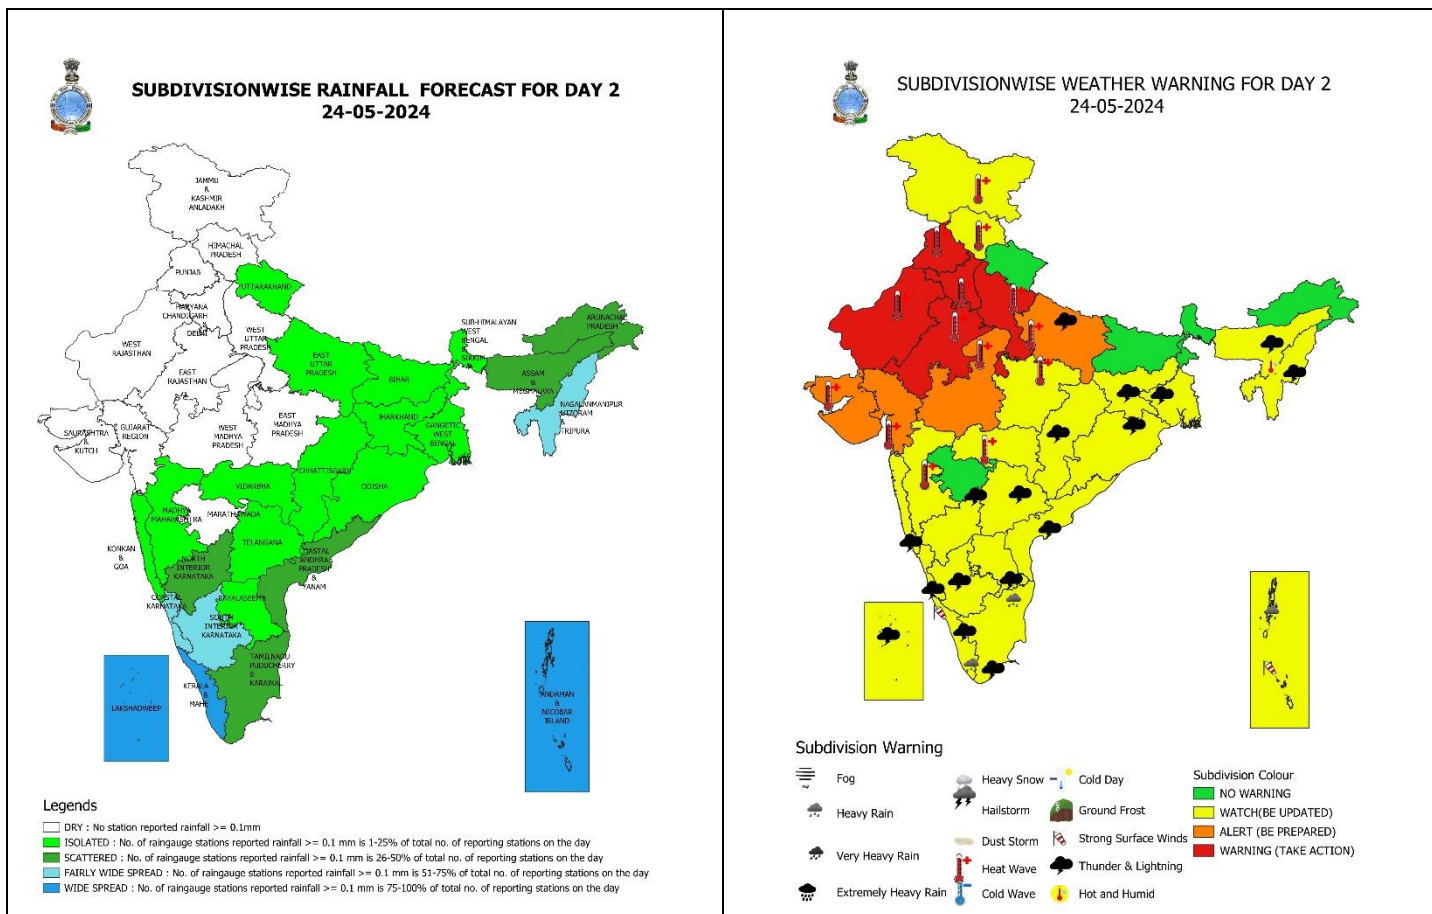 SUBDIVISIONWISE RAINFALL FORECAST FOR DAY 2
24-05-2024
JAMMU
&
KASHMIR
ANLADAKH
HIMACHAL
PRADESH
PUNJAB
UTTARAKHAND
HARYANA
CHANDIGARH
&
DELHI
WEST
UTTAR
PRADESH
WEST
RAJASTHAN
EAST
RAJASTHAN
EAST
UTTAR
PRADESH
BIHAR
SUB-HIMALAYAN
WEST
BENGAL
&
SIKKIM
ARUNACHAL
PRADESH
ASSAM
&
MEGHALAYA
NAGALANMANIPUR
MIZORAM
&
TRIPURA
SAURASHTRA
&
KUTCH
GUJARAT
REGION
WEST
MADHYA
PRADESH
EAST
MADHYA
PRADESH
JHARKHAND
GANGETIC
WEST
BENGAL
CHHATTISGARH
ODISHA
VIDARBHA
MADHYA
MAHARASHTRA
MARATHAWADA
TELANGANA
KONKAN
&
GOA
NORTH
INTERIOR
KARNATAKA
COASTAL
ANDHRA
PRADESH
&
YANAM
COASTAL
KARNATAKA
RAYALASEEMA
SOUTH
INTERIOR
KARNATAKA
TAMILNADU
PUDUCHERRY
&
KARAIKAL
KERALA
&
MAHE
LAKSHADWEEP
ANDAMAN
&
NICOBAR
ISLAND
Legends
DRY : No station reported rainfall >= 0.1mm
ISOLATED : No. of raingauge stations reported rainfall >= 0.1 mm is 1-25% of total no. of reporting stations on the day
SCATTERED : No. of raingauge stations reported rainfall >= 0.1 mm is 26-50% of total no. of reporting stations on the day
FAIRLY WIDE SPREAD : No. of raingauge stations reported rainfall >= 0.1 mm is 51-75% of total no. of reporting stations on the day
WIDE SPREAD : No. of raingauge stations reported rainfall >= 0.1 mm is 75-100% of total no. of reporting stations on the day
SUBDIVISIONWISE WEATHER WARNING FOR DAY 2
24-05-2024
Subdivision Warning
Fog
Heavy Snow
Cold Day
Heavy Rain
Hailstorm
Ground Frost
Very Heavy Rain
Dust Storm
Strong Surface Winds
Heat Wave
Thunder & Lightning
Extremely Heavy Rain
Cold Wave
Hot and Humid
Subdivision Colour
NO WARNING
WATCH(BE UPDATED)
ALERT (BE PREPARED)
WARNING (TAKE ACTION)